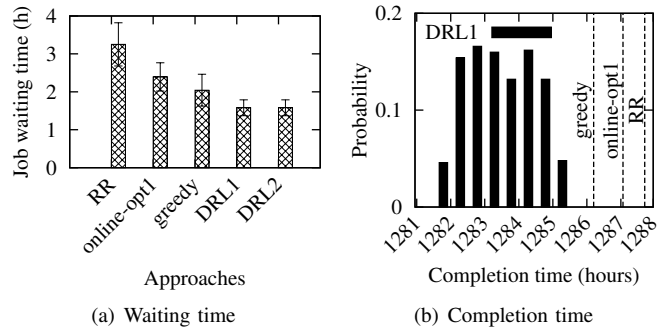 Job waiting time (h)
4
3
2
1
0
RR
online-opt1
greedy
DRL1
DRL2
Approaches
(a) Waiting time
Probability
0.2
0.1
0
DRL1
greedy
online-opt1
RR
1281
1282
1283
1284
1285
1286
1287
1288
Completion time (hours)
(b) Completion time